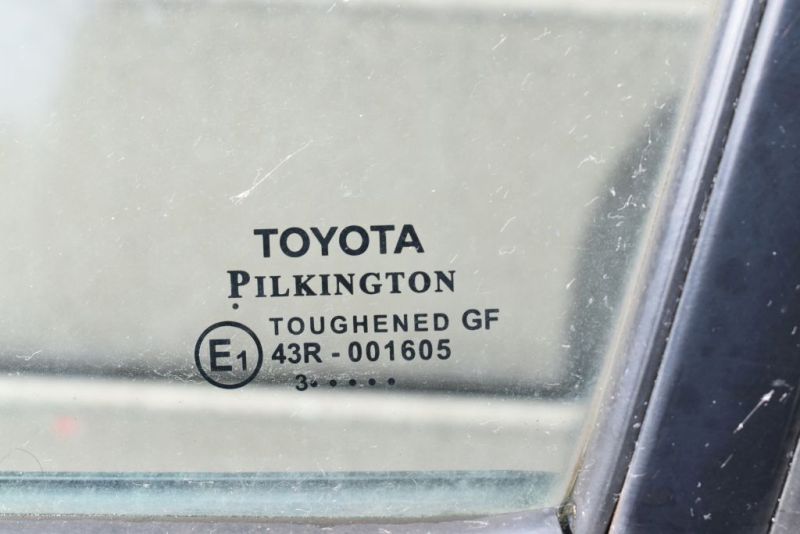 TOYOTA
PILKINGTON
TOUGHENED GF
E1 43R - 001605
3• • • • •